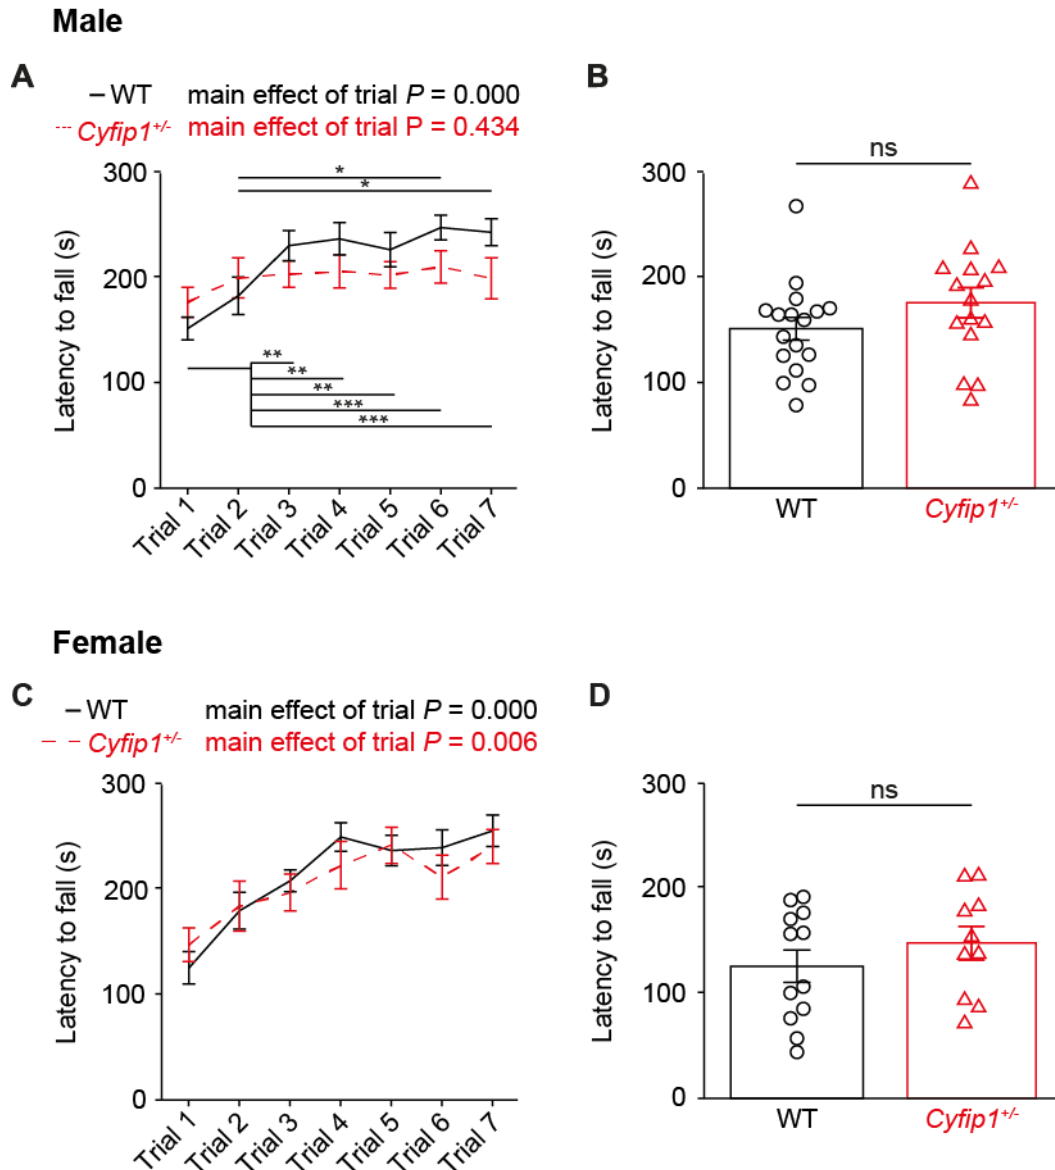 Male
A
WT main effect of trial P = 0.000
Cyfip1+/- main effect of trial P = 0.434
Latency to fall (s)
300
200
100
0
*
*
**
**
**
***
***
Trial 1
Trial 2
Trial 3
Trial 4
Trial 5
Trial 6
Trial 7
B
ns
Latency to fall (s)
300
200
100
0
WT
Cyfip1+/-
Female
C
WT main effect of trial P = 0.000
Cyfip1+/- main effect of trial P = 0.006
Latency to fall (s)
300
200
100
0
Trial 1
Trial 2
Trial 3
Trial 4
Trial 5
Trial 6
Trial 7
D
ns
Latency to fall (s)
300
200
100
0
WT
Cyfip1+/-